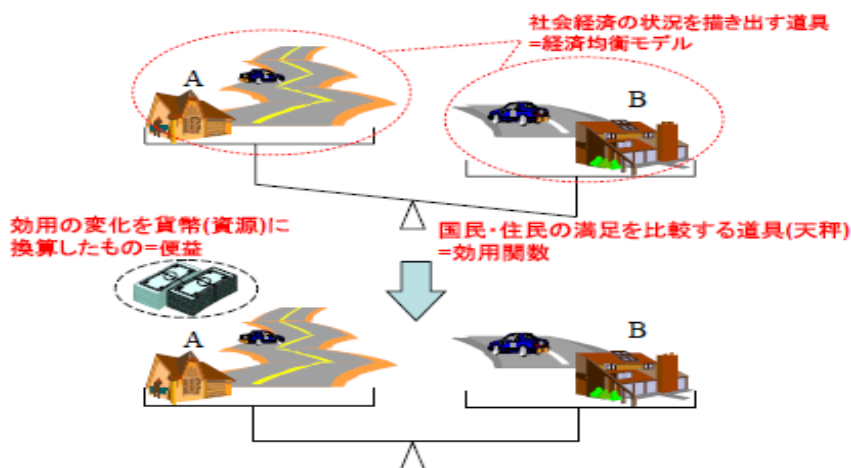 社会経済の状況を描き出す道具
=経済均衡モデル
A
B
効用の変化を貨幣(資源)に
換算したもの=便益
国民・住民の満足を比較する道具(天秤)
=効用関数
A
B